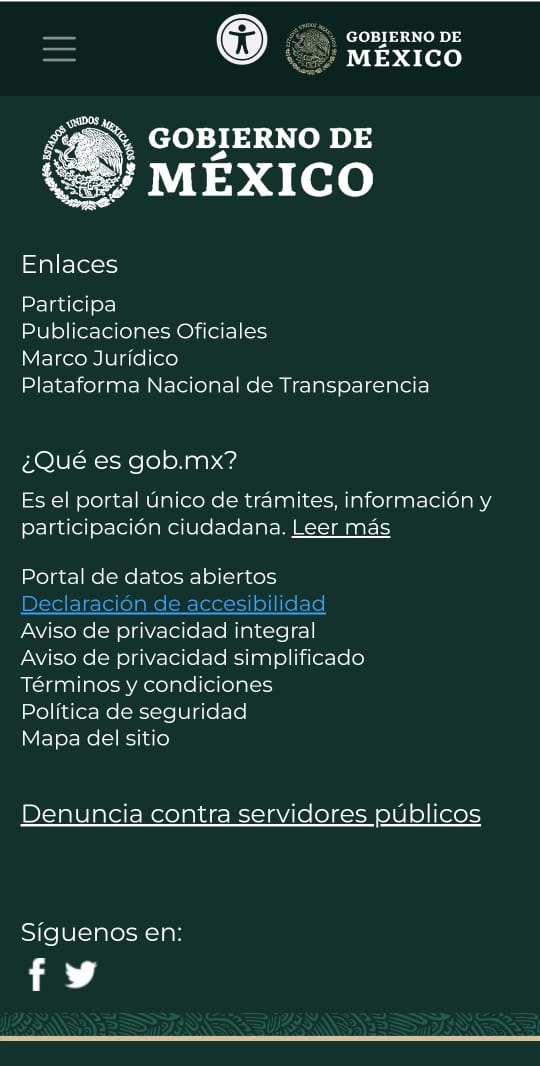 GOBIERNO DE
MÉXICO
ESTADOS UNIDOS MEXICANOS
GOBIERNO DE
MÉXICO
Enlaces
Participa
Publicaciones Oficiales
Marco Jurídico
Plataforma Nacional de Transparencia
¿Qué es gob.mx?
Es el portal único de trámites, información y
participación ciudadana. Leer más
Portal de datos abiertos
Declaración de accesibilidad
Aviso de privacidad integral
Aviso de privacidad simplificado
Términos y condiciones
Política de seguridad
Mapa del sitio
Denuncia contra servidores públicos
Síguenos en: